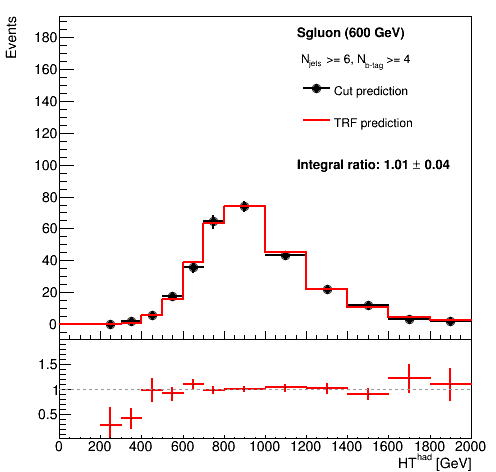 Events
180
160
140
120
100
80
60
40
20
0
Sgluon (600 GeV)
N_jets >= 6, N_b-tag >= 4
Cut prediction
TRF prediction
Integral ratio: 1.01 ± 0.04
1.5
1
0.5
0 200 400 600 800 1000 1200 1400 1600 1800 2000
HT^had [GeV]